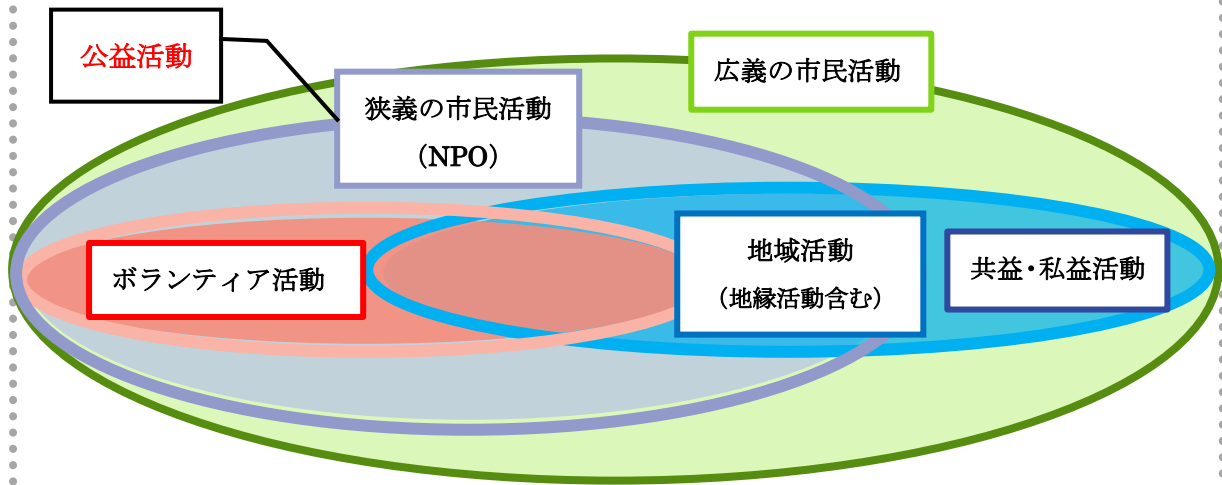 公益活動
広義の市民活動
狭義の市民活動
（NPO）
ボランティア活動
地域活動
（地縁活動含む）
共益・私益活動